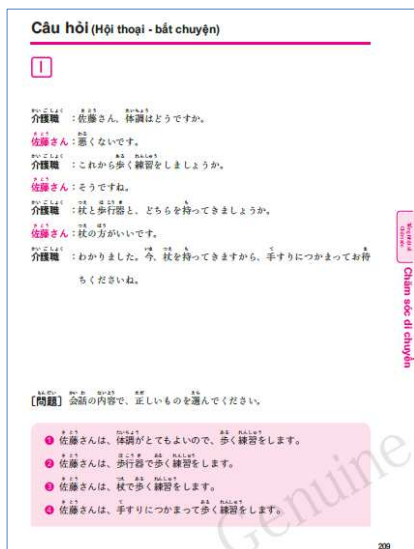 Câu hỏi (Hội thoại - bắt chuyện)
1
介護職：佐藤さん、体調はどうですか。
佐藤さん：悪くないです。
介護職：これから歩く練習をしましょうか。
佐藤さん：そうですね。
介護職：杖と歩行器と、どちらを持ってきましょうか。
佐藤さん：杖の方がいいです。
介護職：わかりました。今、杖を持ってきますから、手すりにつかまってお待
ちくださいね。
[問題] 会話の内容で、正しいものを選んでください。
❶ 佐藤さんは、体調がとてもよいので、歩く練習をします。
❷ 佐藤さんは、歩行器で歩く練習をします。
❸ 佐藤さんは、杖で歩く練習をします。
❹ 佐藤さんは、手すりにつかまって歩く練習をします。
Chăm sóc di chuyển
Genuine
209